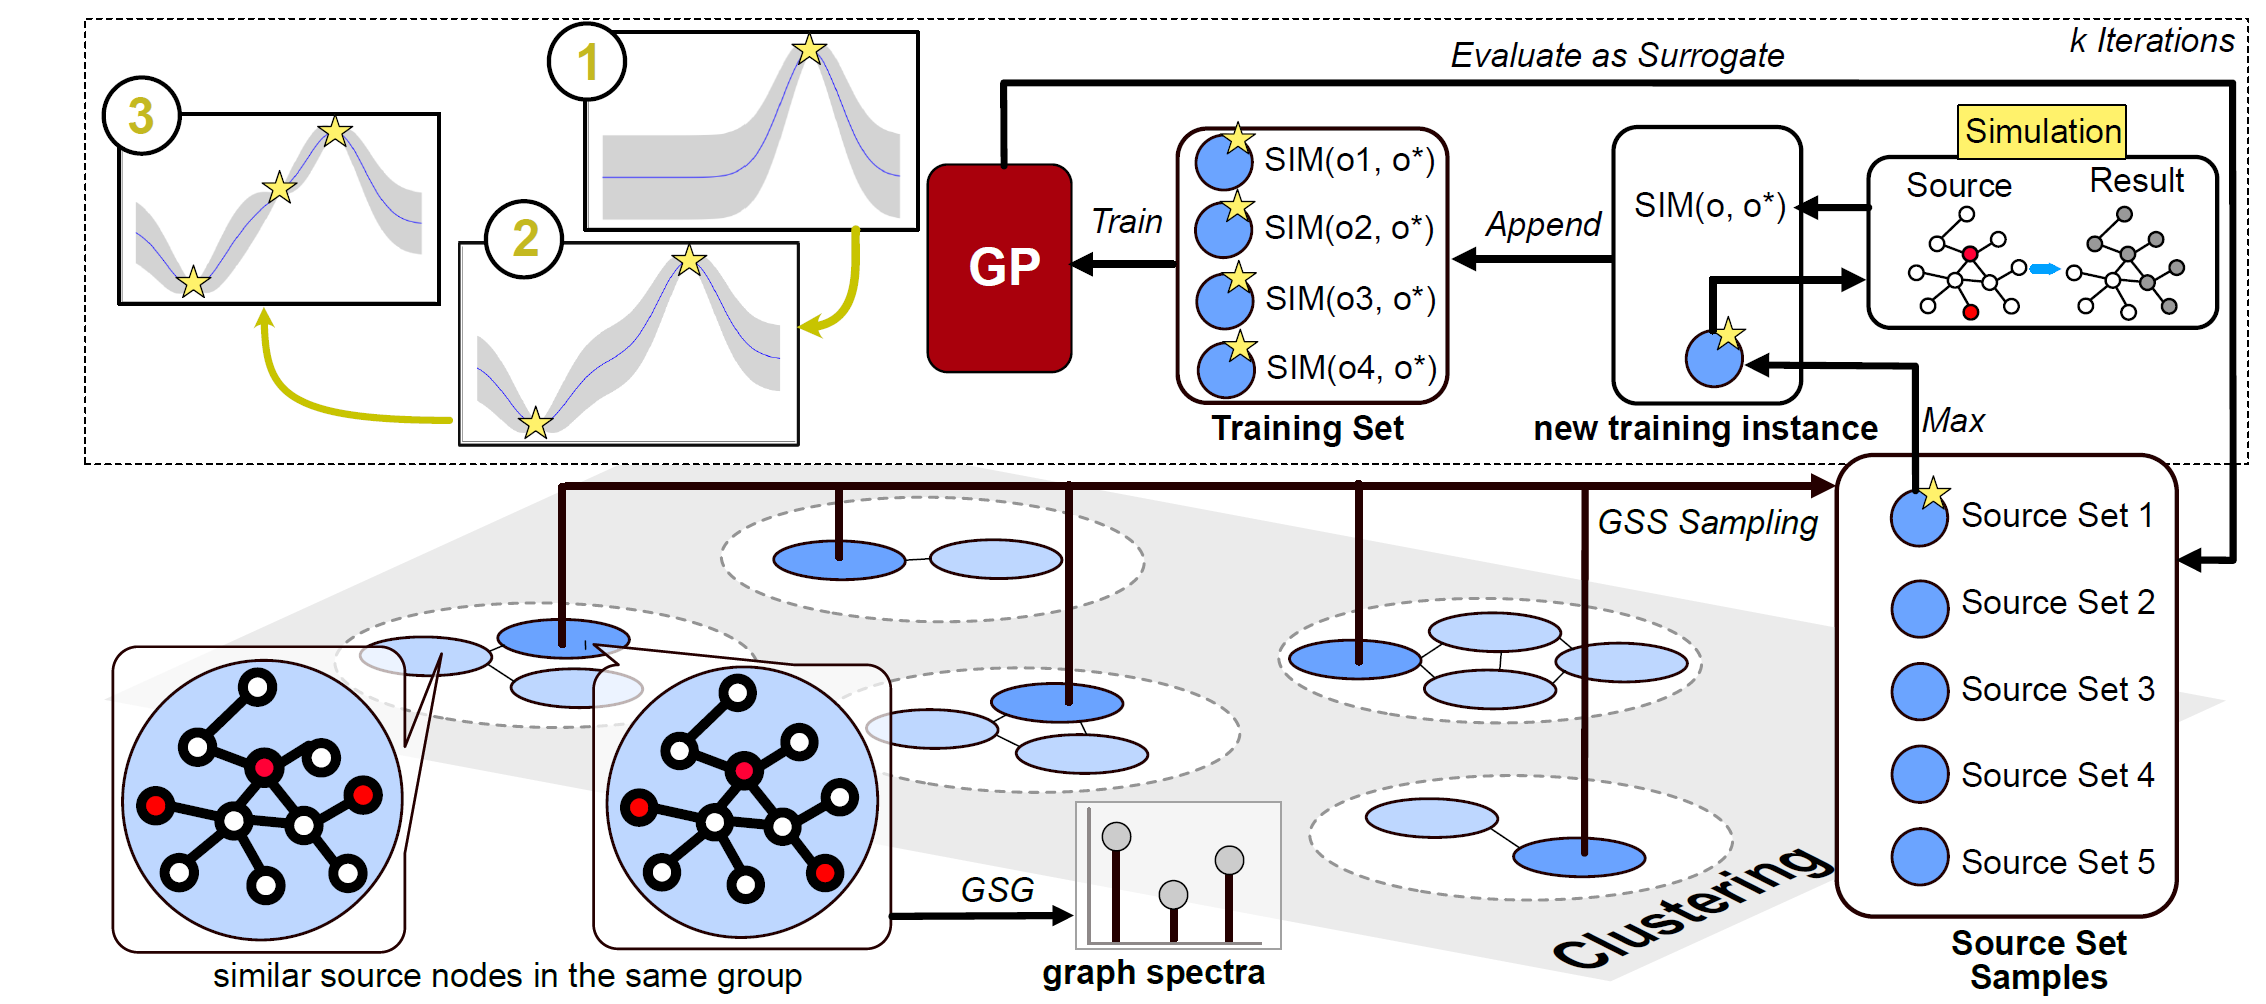 k Iterations
Evaluate as Surrogate
1
3
2
Simulation
Source
Result
SIM(o1, o*)
SIM(o2, o*)
SIM(o3, o*)
SIM(o4, o*)
Training Set
GP
Train
Append
SIM(o, o*)
new training instance
Max
GSS Sampling
Source Set 1
Source Set 2
Source Set 3
Source Set 4
Source Set 5
Source Set
Samples
Clustering
GSG
graph spectra
similar source nodes in the same group